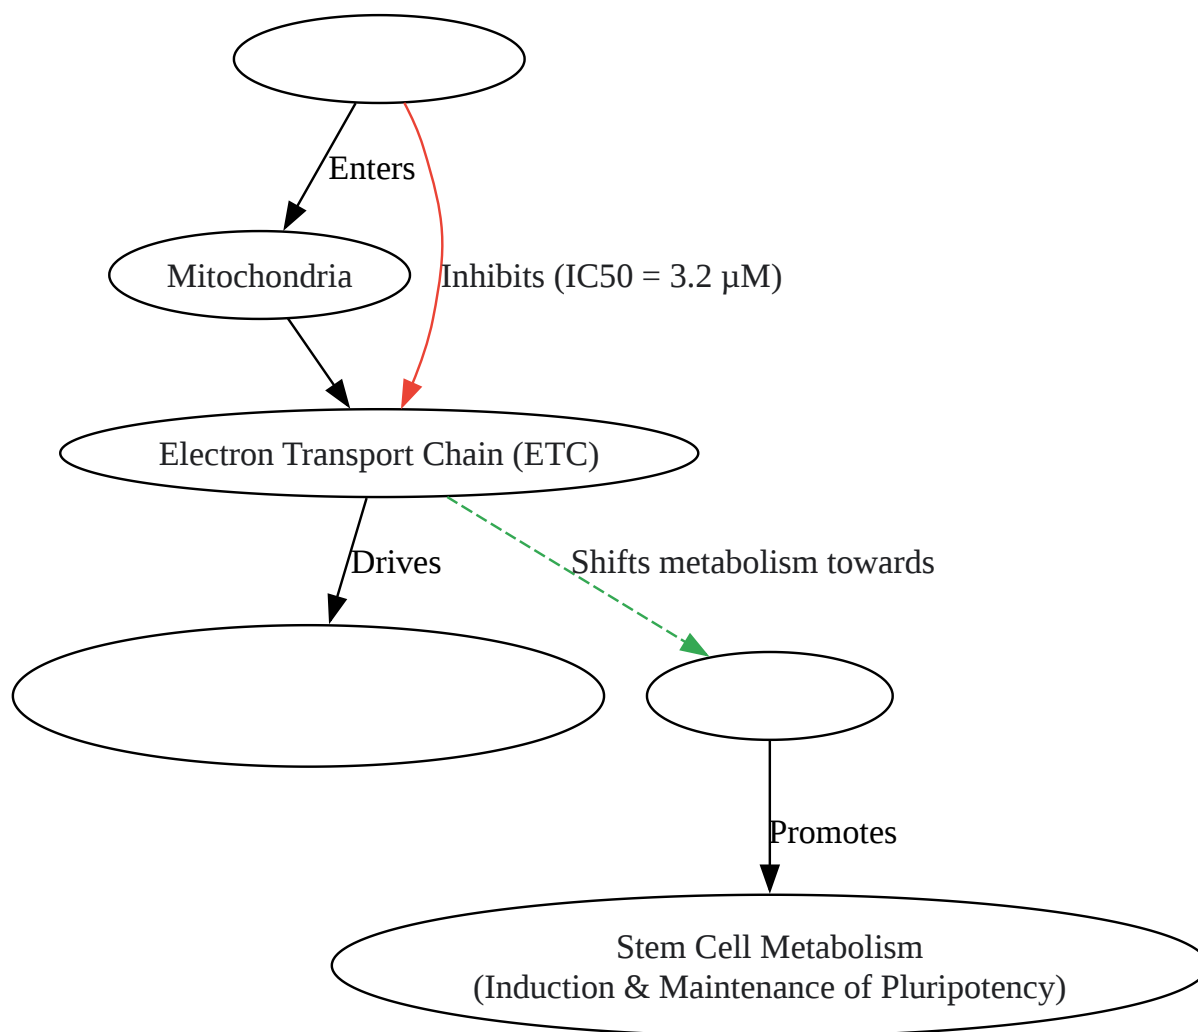 Enters
Mitochondria
Inhibits (IC50 = 3.2 µM)
Electron Transport Chain (ETC)
Drives
Shifts metabolism towards
Promotes
Stem Cell Metabolism
(Induction & Maintenance of Pluripotency)